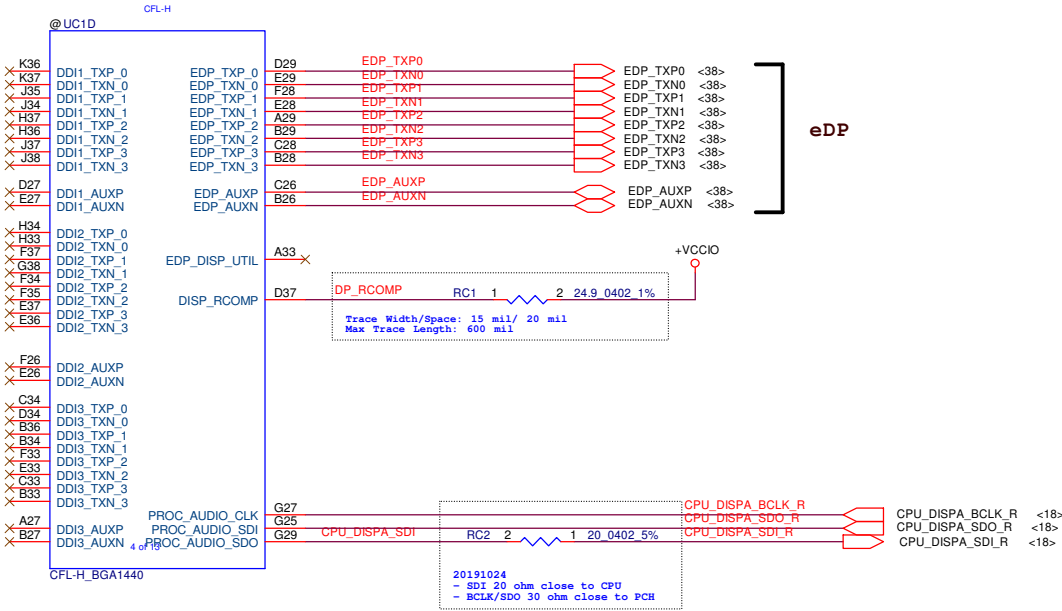 CFL-H
@ UC1D
K36 DDI1_TXP_0 EDP_TXP_0 D29 EDP_TXP0 EDP_TXP0 <38>
K37 DDI1_TXN_0 EDP_TXN_0 E29 EDP_TXN0 EDP_TXN0 <38>
J35 DDI1_TXP_1 EDP_TXP_1 F28 EDP_TXP1 EDP_TXP1 <38>
J34 DDI1_TXN_1 EDP_TXN_1 E28 EDP_TXN1 EDP_TXN1 <38>
H37 DDI1_TXP_2 EDP_TXP_2 A29 EDP_TXP2 EDP_TXP2 <38>
H36 DDI1_TXN_2 EDP_TXN_2 B29 EDP_TXN2 EDP_TXN2 <38>
J37 DDI1_TXP_3 EDP_TXP_3 C28 EDP_TXP3 EDP_TXP3 <38>
J38 DDI1_TXN_3 EDP_TXN_3 B28 EDP_TXN3 EDP_TXN3 <38>
eDP
D27 DDI1_AUXP EDP_AUXP C26 EDP_AUXP EDP_AUXP <38>
E27 DDI1_AUXN EDP_AUXN B26 EDP_AUXN EDP_AUXN <38>
H34 DDI2_TXP_0
H33 DDI2_TXN_0
F37 DDI2_TXP_1 EDP_DISP_UTIL A33
G38 DDI2_TXN_1
F34 DDI2_TXP_2
F35 DDI2_TXN_2 DISP_RCOMP D37 DP_RCOMP RC1 1 2 24.9_0402_1% +VCCIO
E37 DDI2_TXP_3
E36 DDI2_TXN_3
Trace Width/Space: 15 mil/ 20 mil
Max Trace Length: 600 mil
F26 DDI2_AUXP
E26 DDI2_AUXN
C34 DDI3_TXP_0
D34 DDI3_TXN_0
B36 DDI3_TXP_1
B34 DDI3_TXN_1
F33 DDI3_TXP_2
E33 DDI3_TXN_2
C33 DDI3_TXP_3
B33 DDI3_TXN_3
PROC_AUDIO_CLK G27 CPU_DISPA_BCLK_R CPU_DISPA_BCLK_R <18>
A27 DDI3_AUXP PROC_AUDIO_SDI G25 CPU_DISPA_SDO_R CPU_DISPA_SDO_R <18>
B27 DDI3_AUXN 4 of 13 PROC_AUDIO_SDO G29 CPU_DISPA_SDI RC2 2 1 20_0402_5% CPU_DISPA_SDI_R CPU_DISPA_SDI_R <18>
CFL-H_BGA1440
20191024
- SDI 20 ohm close to CPU
- BCLK/SDO 30 ohm close to PCH